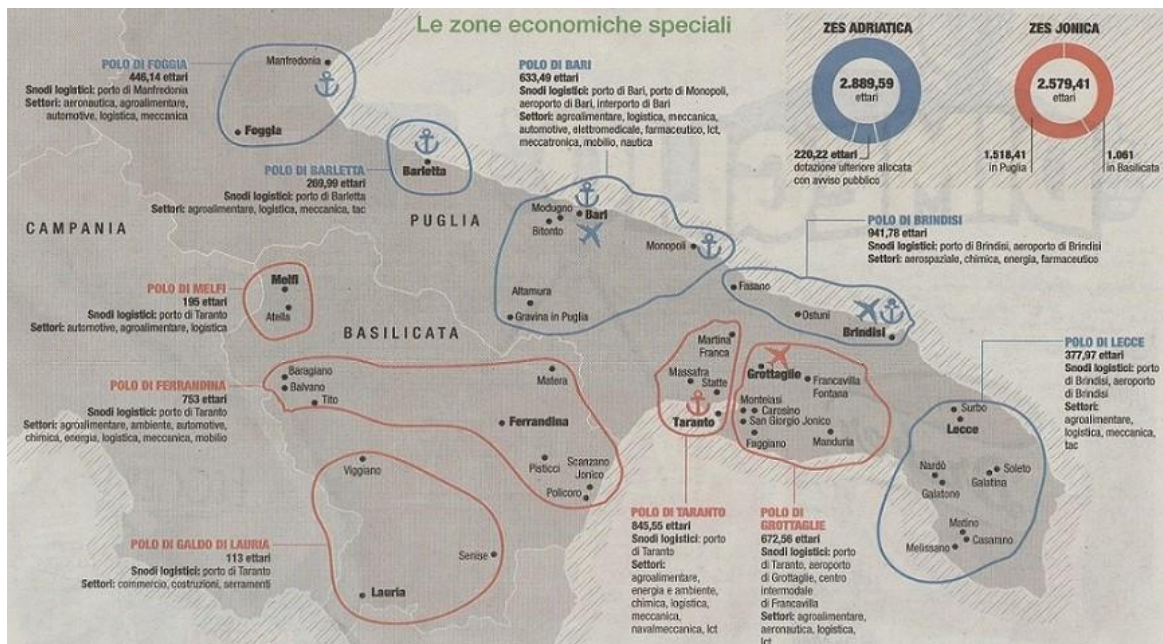 Le zone economiche speciali
POLO DI FOGGIA
446,14 ettari
Snodi logistici: porto di Manfredonia
Settori: aeronautica, agroalimentare,
automotive, logistica, meccanica
Manfredonia
Foggia
POLO DI BARLETTA
269,99 ettari
Snodi logistici: porto di Barletta
Settori: agroalimentare, logistica, meccanica, tac
Barletta
POLO DI BARI
633,49 ettari
Snodi logistici: porto di Bari, porto di Monopoli,
aeroporto di Bari, interporto di Bari
Settori: agroalimentare, logistica, meccanica,
automotive, elettromedicale, farmaceutico, Ict,
meccatronica, mobilio, nautica
ZES ADRIATICA
2.889,59
ettari
220,22 ettari
dotazione ulteriore allocata
con avviso pubblico
ZES JONICA
2.579,41
ettari
1.518,41
in Puglia
1.061
in Basilicata
CAMPANIA
PUGLIA
BASILICATA
Modugno
Bari
Bitonto
Monopoli
Altamura
Gravina in Puglia
POLO DI BRINDISI
941,78 ettari
Snodi logistici: porto di Brindisi, aeroporto di Brindisi
Settori: aerospaziale, chimica, energia, farmaceutico
Fasano
Ostuni
Brindisi
POLO DI MELFI
195 ettari
Snodi logistici: porto di Taranto
Settori: automotive, agroalimentare, logistica
Melfi
Atella
POLO DI FERRANDINA
753 ettari
Snodi logistici: porto di Taranto
Settori: agroalimentare, ambiente, automotive,
chimica, energia, logistica, meccanica, mobilio
Baragiano
Balvano
Tito
Matera
Ferrandina
Pisticci
Scanzano
Jonico
Policoro
Martina
Franca
Massafra
Statte
Taranto
Grottaglie
Francavilla
Fontana
Monteiasi
Carosino
San Giorgio Jonico
Faggiano
Manduria
POLO DI LECCE
377,97 ettari
Snodi logistici: porto
di Brindisi, aeroporto
di Brindisi
Settori:
agroalimentare,
logistica, meccanica,
tac
Surbo
Lecce
Nardò
Galatone
Soleto
Galatina
Matino
Casarano
Melissano
POLO DI GALDO DI LAURIA
113 ettari
Snodi logistici: porto di Taranto
Settori: commercio, costruzioni, serramenti
Viggiano
Senise
Lauria
POLO DI TARANTO
845,55 ettari
Snodi logistici: porto
di Taranto
Settori:
agroalimentare,
energia e ambiente,
chimica, logistica,
meccanica,
navalmeccanica, Ict
POLO DI
GROTTAGLIE
672,56 ettari
Snodi logistici: porto
di Taranto, aeroporto
di Grottaglie, centro
intermodale
di Francavilla
Settori: agroalimentare,
aeronautica, logistica,
Ict